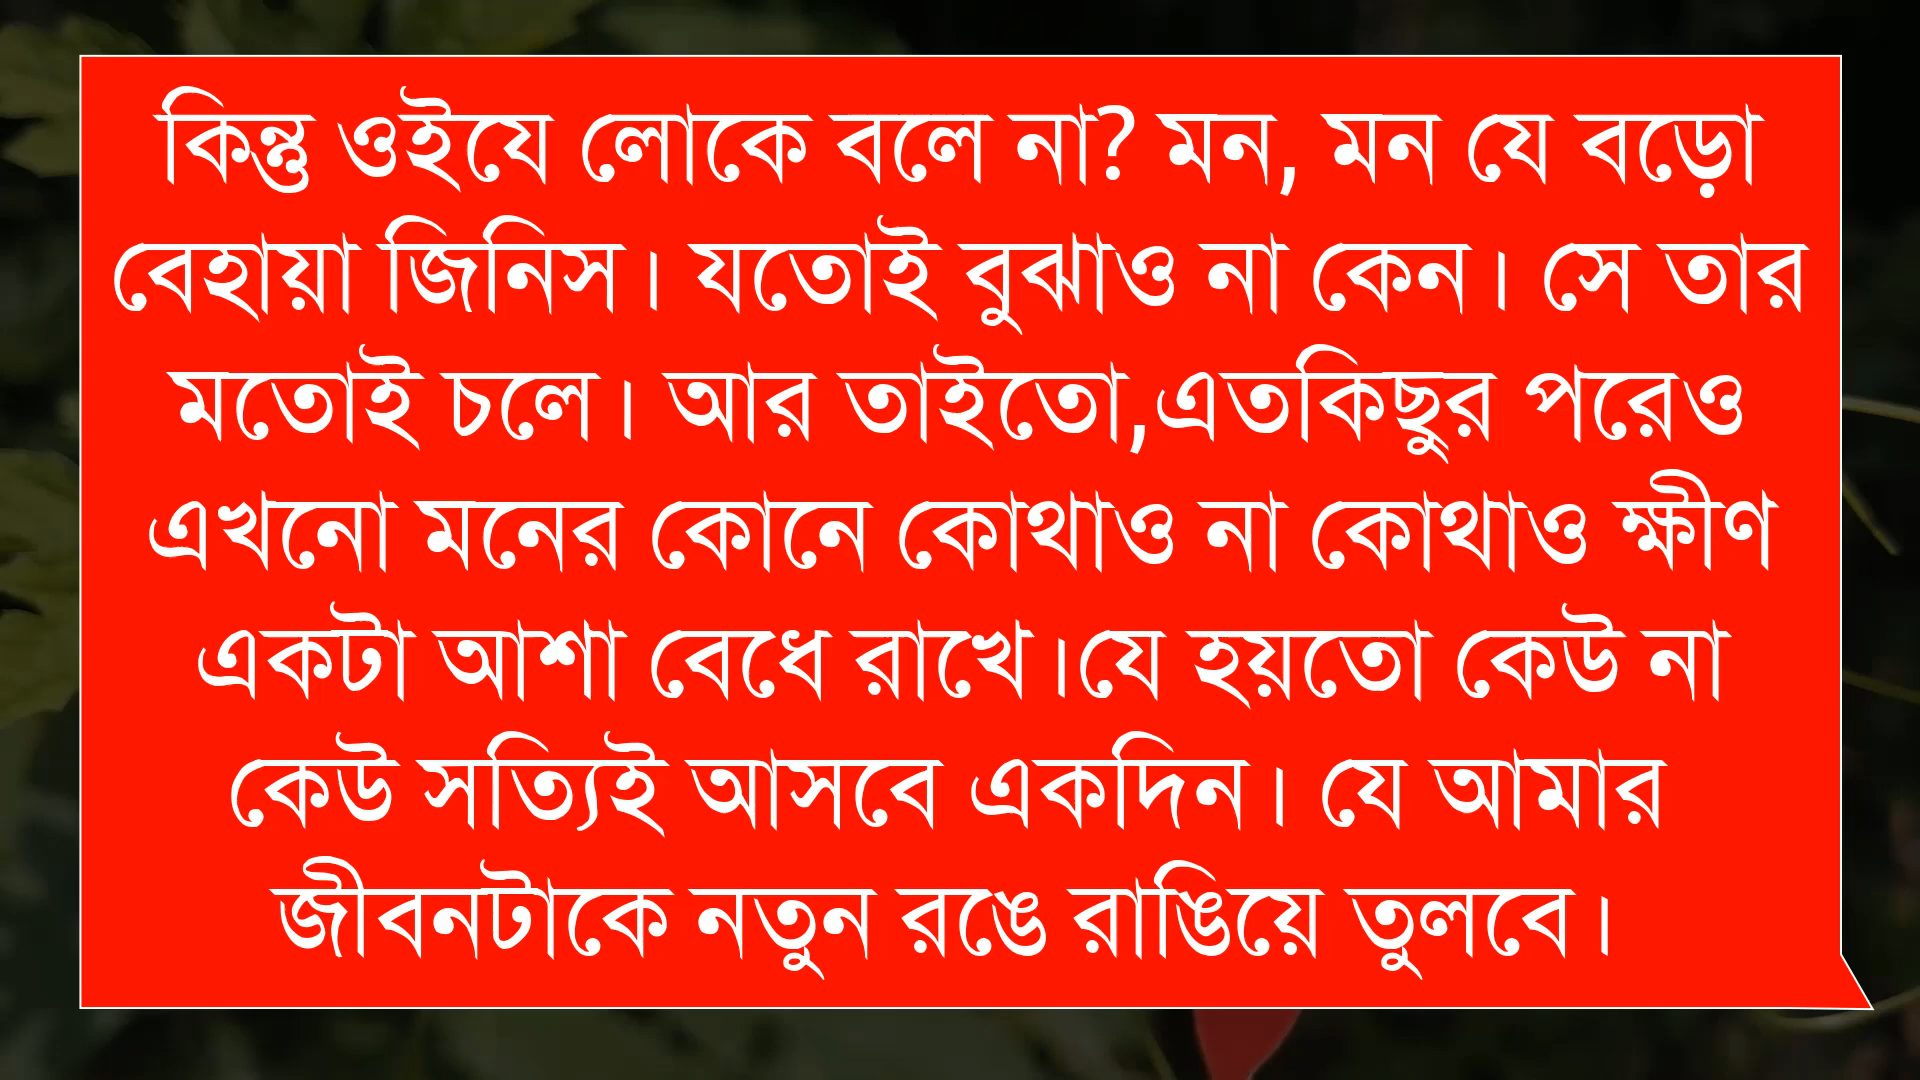 কিন্তু ওইযে লোকে বলে না? মন, মন যে বড়ো
বেহায়া জিনিস। যতোই বুঝাও না কেন। সে তার
মতোই চলে। আর তাইতো,এতকিছুর পরেও
এখনো মনের কোনে কোথাও না কোথাও ক্ষীণ
একটা আশা বেধে রাখে।যে হয়তো কেউ না
কেউ সত্যিই আসবে একদিন। যে আমার
জীবনটাকে নতুন রঙে রাঙিয়ে তুলবে।